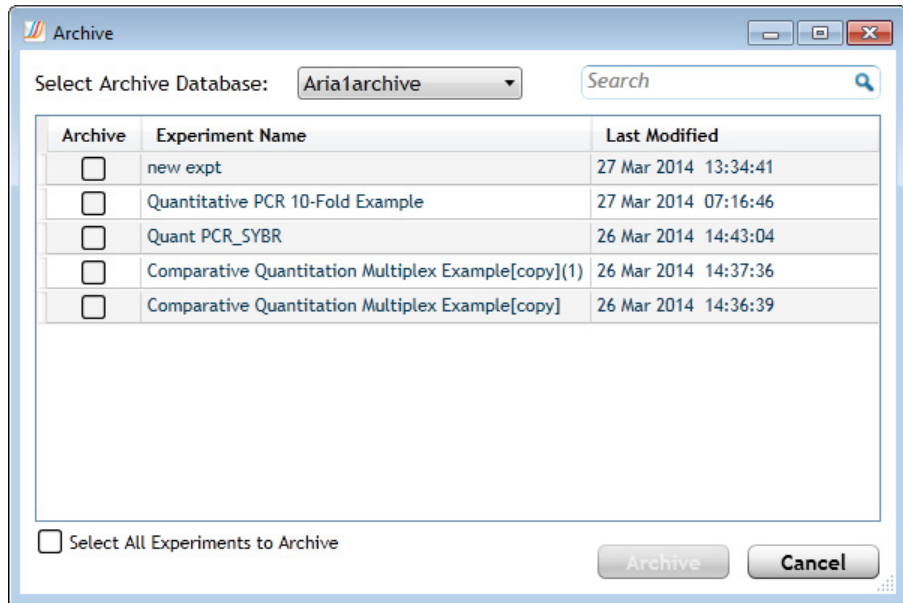 Archive
Select Archive Database: Aria1archive Search
Archive Experiment Name Last Modified
new expt 27 Mar 2014 13:34:41
Quantitative PCR 10-Fold Example 27 Mar 2014 07:16:46
Quant PCR_SYBR 26 Mar 2014 14:43:04
Comparative Quantitation Multiplex Example[copy](1) 26 Mar 2014 14:37:36
Comparative Quantitation Multiplex Example[copy] 26 Mar 2014 14:36:39
Select All Experiments to Archive
Archive Cancel